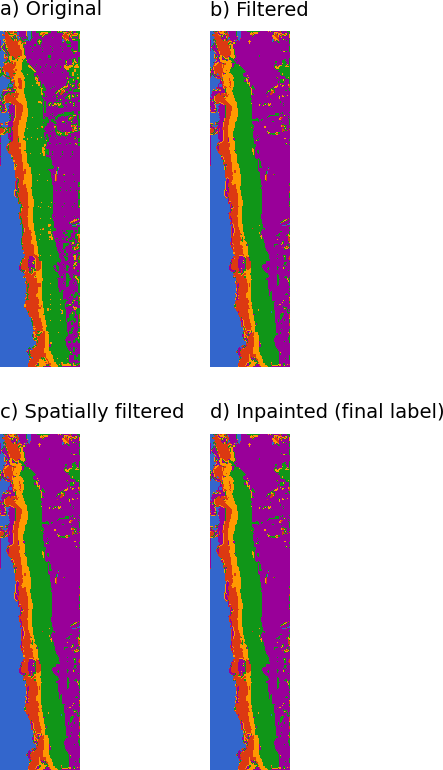 a) Original
b) Filtered
c) Spatially filtered
d) Inpainted (final label)